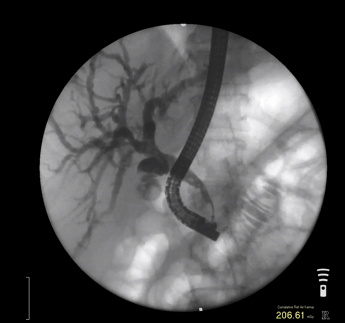 Cumulative Ref. Air Kerma
206.61 mGy
R